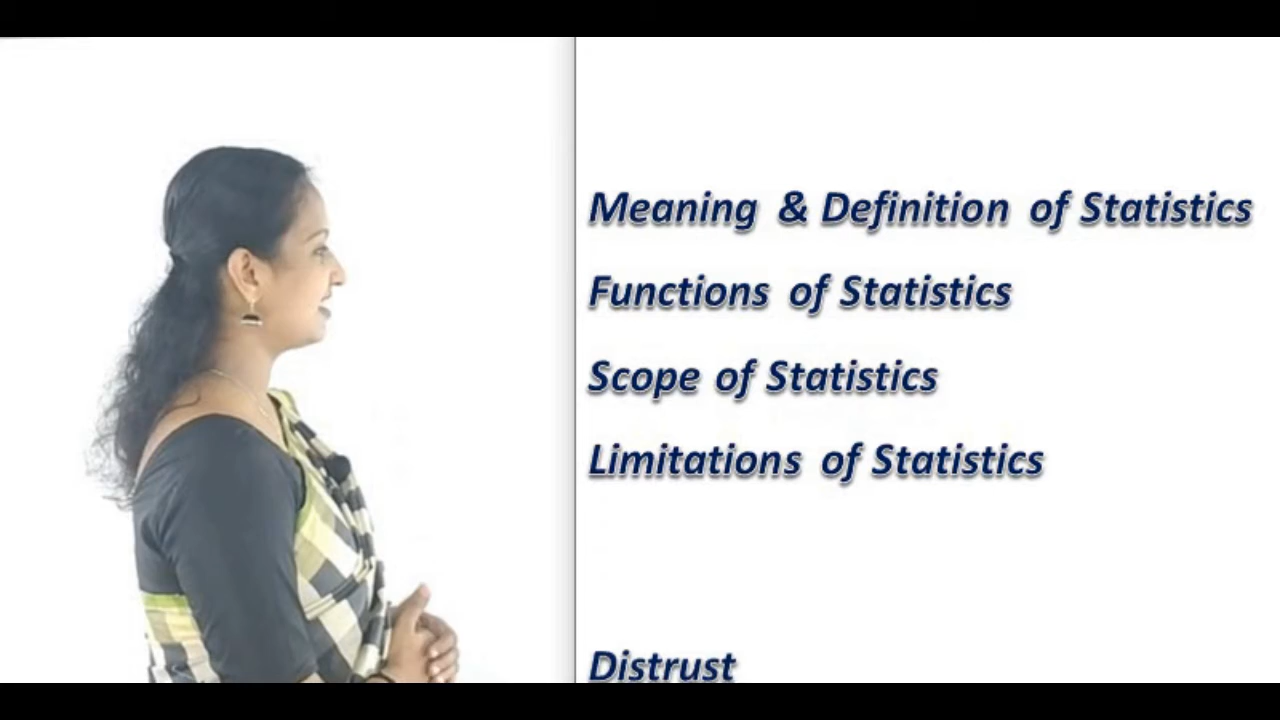 Meaning & Definition of Statistics
Functions of Statistics
Scope of Statistics
Limitations of Statistics
Distrust